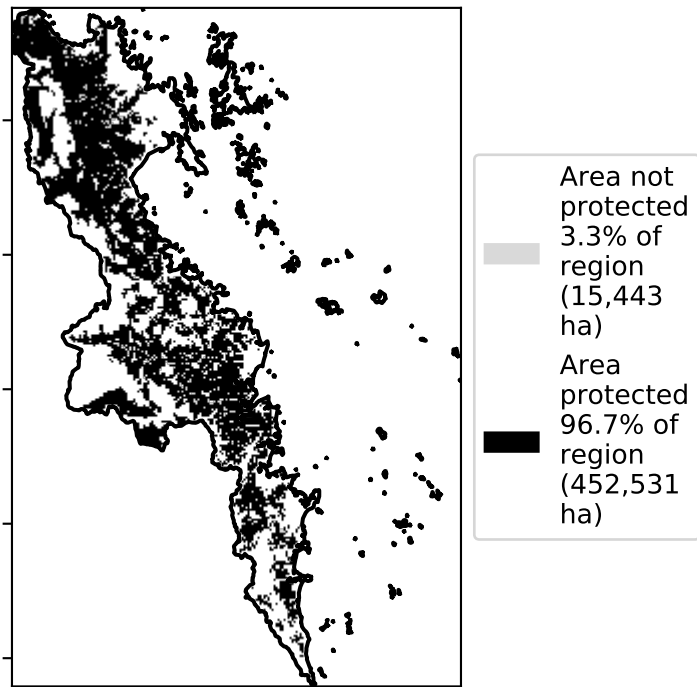 Area not
protected
3.3% of
region
(15,443
ha)
Area
protected
96.7% of
region
(452,531
ha)